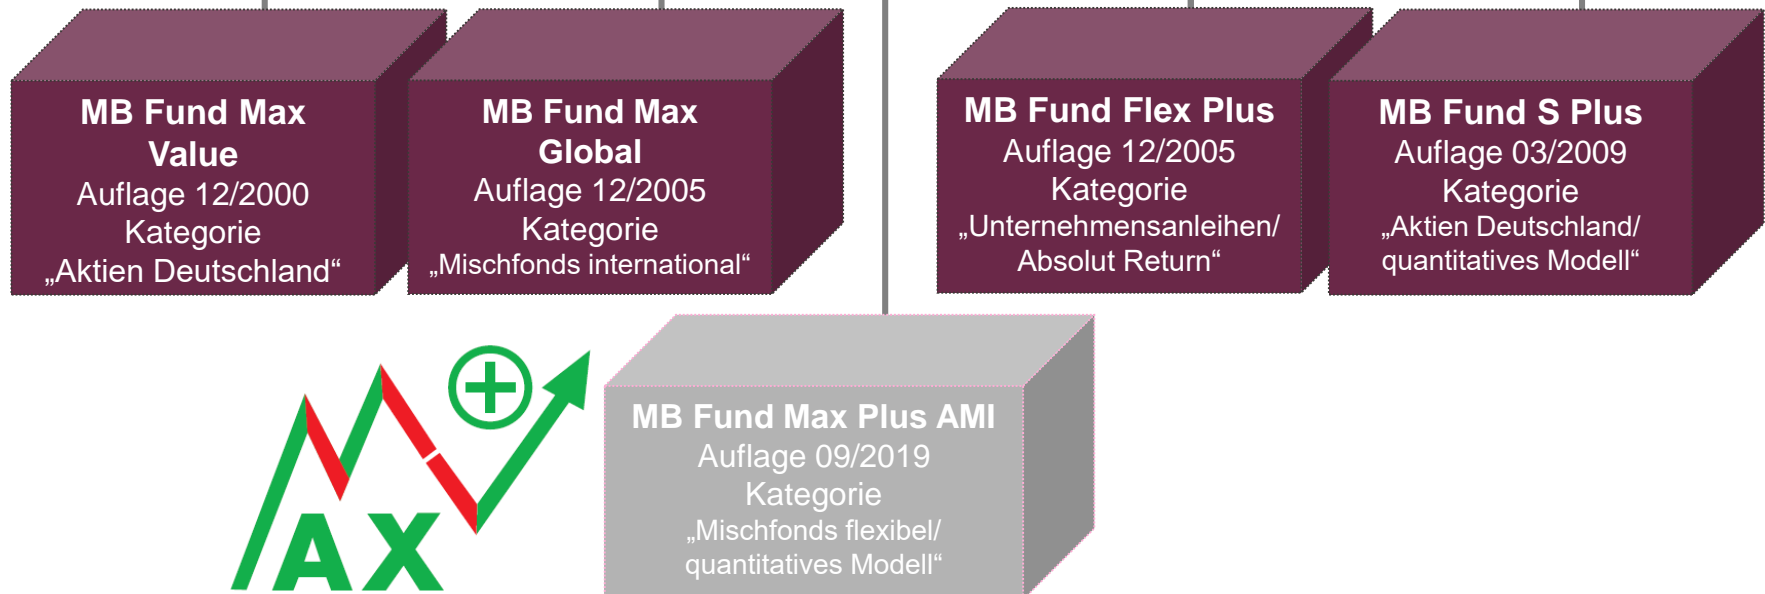 MB Fund Max
Value
Auflage 12/2000
Kategorie
„Aktien Deutschland“
MB Fund Max
Global
Auflage 12/2005
Kategorie
„Mischfonds international“
MB Fund Flex Plus
Auflage 12/2005
Kategorie
„Unternehmensanleihen/
Absolut Return“
MB Fund S Plus
Auflage 03/2009
Kategorie
„Aktien Deutschland/
quantitatives Modell“
MAX
MB Fund Max Plus AMI
Auflage 09/2019
Kategorie
„Mischfonds flexibel/
quantitatives Modell“